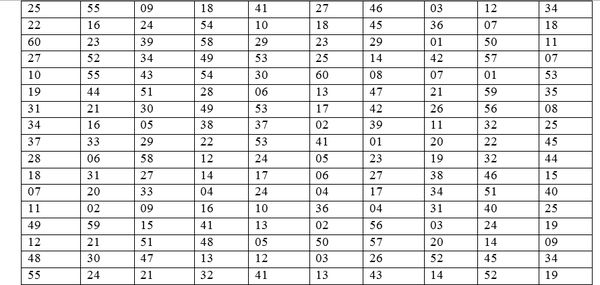 25 55 09 18 41 27 46 03 12 34
22 16 24 54 10 18 45 36 07 18
60 23 39 58 29 23 29 01 50 11
27 52 34 49 53 25 14 42 57 07
10 55 43 54 30 60 08 07 01 53
19 44 51 28 06 13 47 21 59 35
31 21 30 49 53 17 42 26 56 08
34 16 05 38 37 02 39 11 32 25
37 33 29 22 53 41 01 20 22 45
28 06 58 12 24 05 23 19 32 44
18 31 27 14 17 06 27 38 46 15
07 20 33 04 24 04 17 34 51 40
11 02 09 16 10 36 04 31 40 25
49 59 15 41 13 02 56 03 24 19
12 21 51 48 05 50 57 20 14 09
48 30 47 13 12 03 26 52 45 34
55 24 21 32 41 13 43 14 52 19